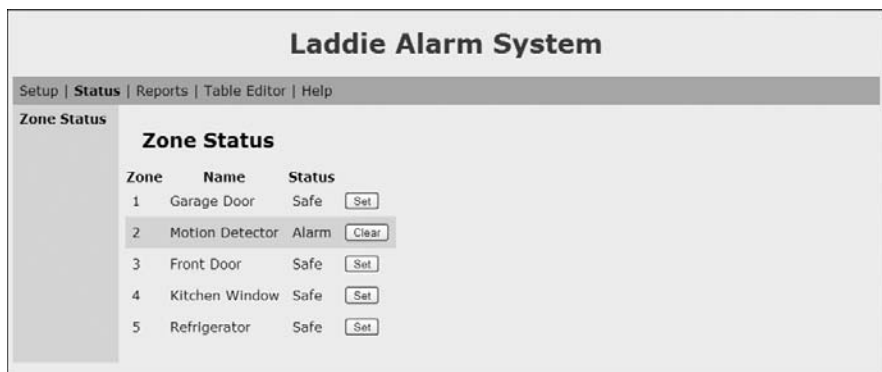 Laddie Alarm System
Setup | Status | Reports | Table Editor | Help
Zone Status
Zone Status
Zone Name Status
1 Garage Door Safe Set
2 Motion Detector Alarm Clear
3 Front Door Safe Set
4 Kitchen Window Safe Set
5 Refrigerator Safe Set